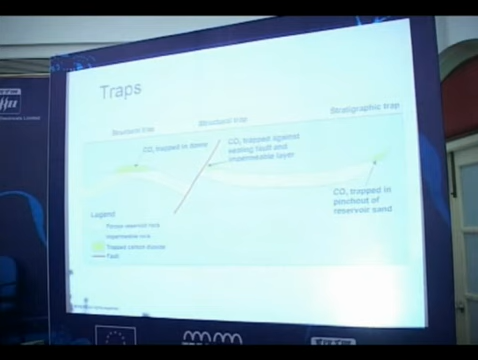 Traps
Structural trap
Structural trap
Stratigraphic trap
CO₂ trapped in dome
CO₂ trapped against
sealing fault and
impermeable layer
CO₂ trapped in
pinchout of
reservoir sand
Legend
Porous reservoir rock
Impermeable rock
Trapped carbon dioxide
Fault